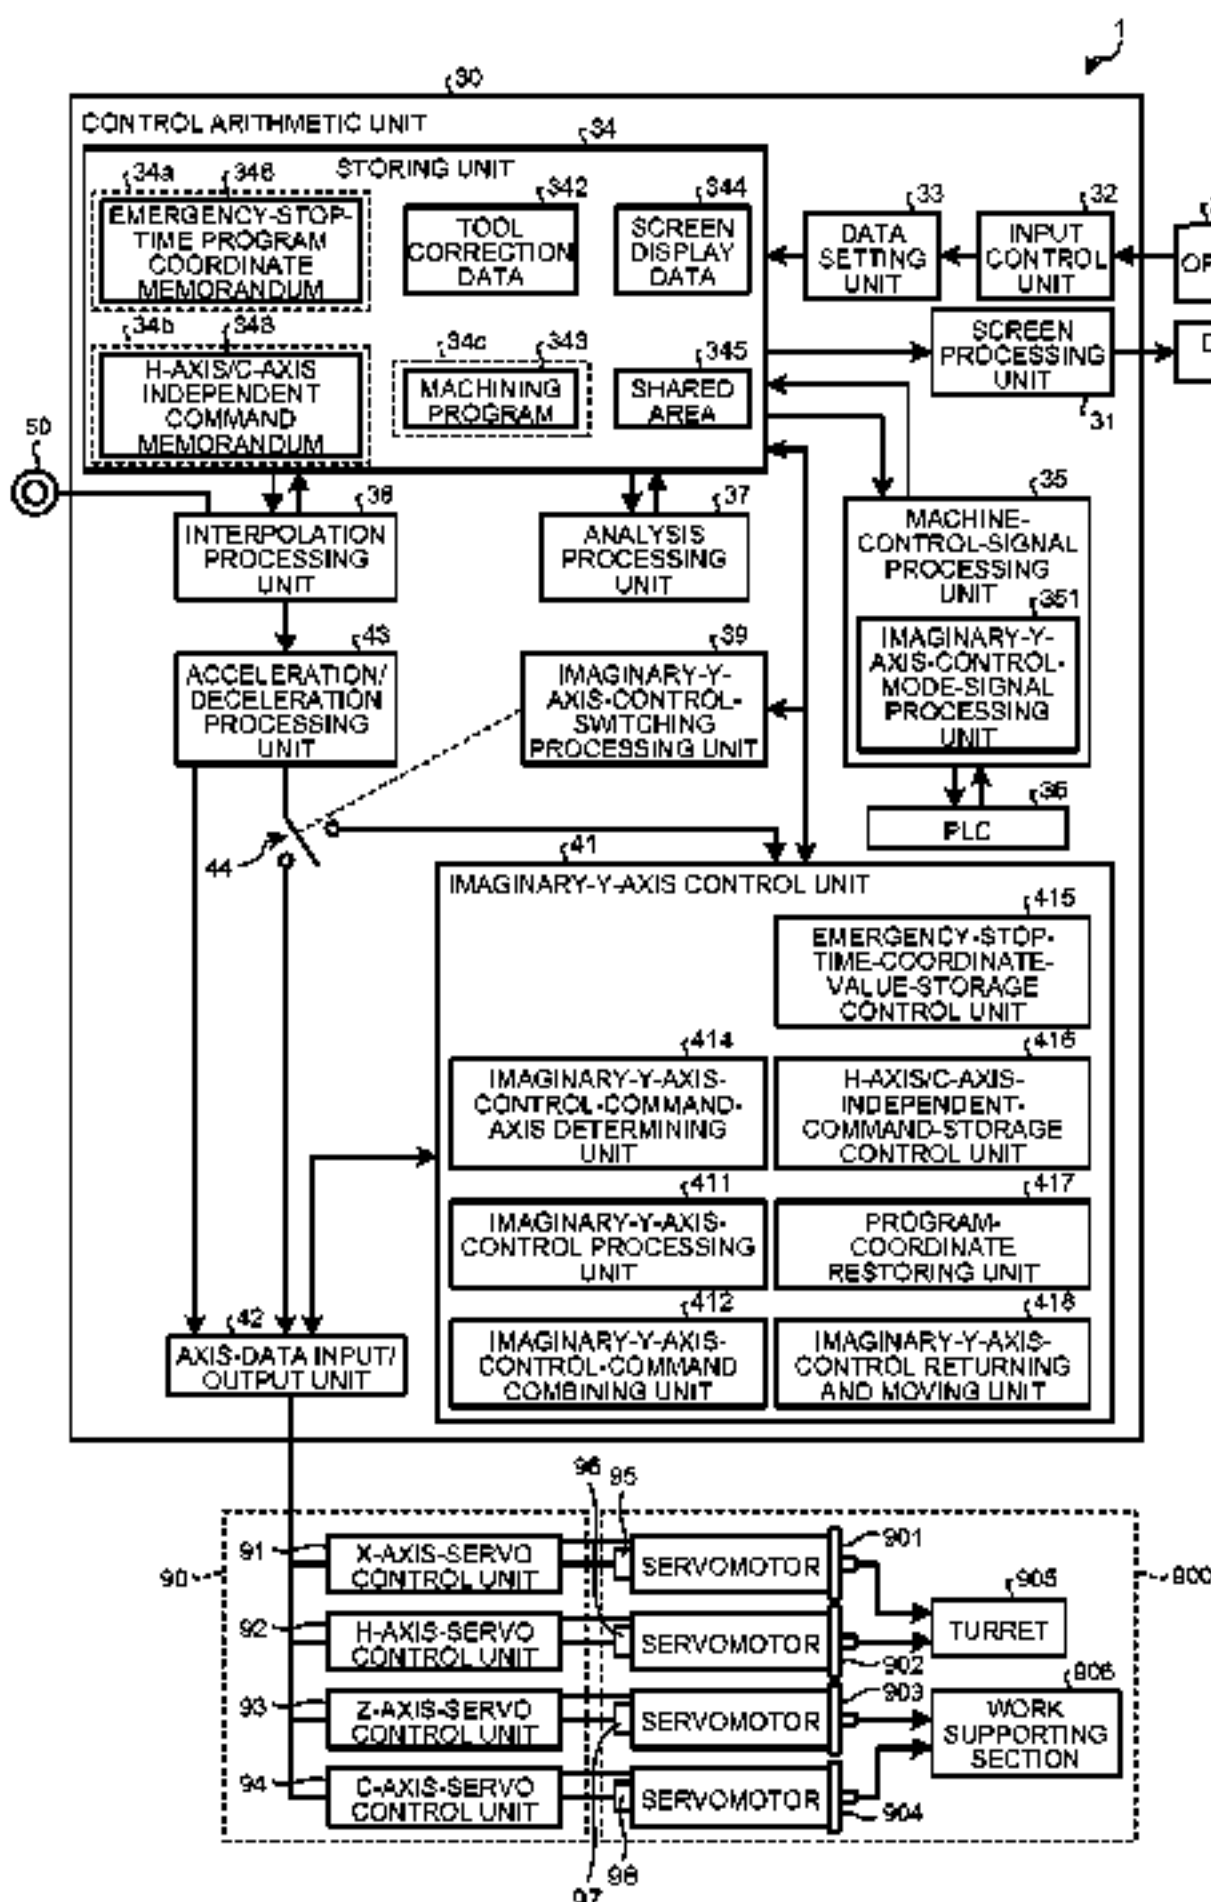 1
30
CONTROL ARITHMETIC UNIT
34
STORING UNIT
34a
346
EMERGENCY-STOP-
TIME PROGRAM
COORDINATE
MEMORANDUM
342
TOOL
CORRECTION
DATA
344
SCREEN
DISPLAY
DATA
33
DATA
SETTING
UNIT
32
INPUT
CONTROL
UNIT
34b
348
H-AXIS/C-AXIS
INDEPENDENT
COMMAND
MEMORANDUM
34c
343
MACHINING
PROGRAM
345
SHARED
AREA
SCREEN
PROCESSING
UNIT
31
50
38
INTERPOLATION
PROCESSING
UNIT
37
ANALYSIS
PROCESSING
UNIT
35
MACHINE-
CONTROL-SIGNAL
PROCESSING
UNIT
351
IMAGINARY-Y-
AXIS-CONTROL-
MODE-SIGNAL
PROCESSING
UNIT
43
ACCELERATION/
DECELERATION
PROCESSING
UNIT
39
IMAGINARY-Y-
AXIS-CONTROL-
SWITCHING
PROCESSING UNIT
36
PLC
44
41
IMAGINARY-Y-AXIS CONTROL UNIT
415
EMERGENCY-STOP-
TIME-COORDINATE-
VALUE-STORAGE
CONTROL UNIT
414
IMAGINARY-Y-AXIS-
CONTROL-COMMAND-
AXIS DETERMINING
UNIT
416
H-AXIS/C-AXIS-
INDEPENDENT-
COMMAND-STORAGE
CONTROL UNIT
411
IMAGINARY-Y-AXIS-
CONTROL PROCESSING
UNIT
417
PROGRAM-
COORDINATE
RESTORING UNIT
412
IMAGINARY-Y-AXIS-
CONTROL-COMMAND
COMBINING UNIT
418
IMAGINARY-Y-AXIS-
CONTROL RETURNING
AND MOVING UNIT
42
AXIS-DATA INPUT/
OUTPUT UNIT
90
91
X-AXIS-SERVO
CONTROL UNIT
96
95
SERVOMOTOR
901
900
92
H-AXIS-SERVO
CONTROL UNIT
SERVOMOTOR
902
905
TURRET
93
Z-AXIS-SERVO
CONTROL UNIT
SERVOMOTOR
903
906
WORK
SUPPORTING
SECTION
94
C-AXIS-SERVO
CONTROL UNIT
98
97
SERVOMOTOR
904